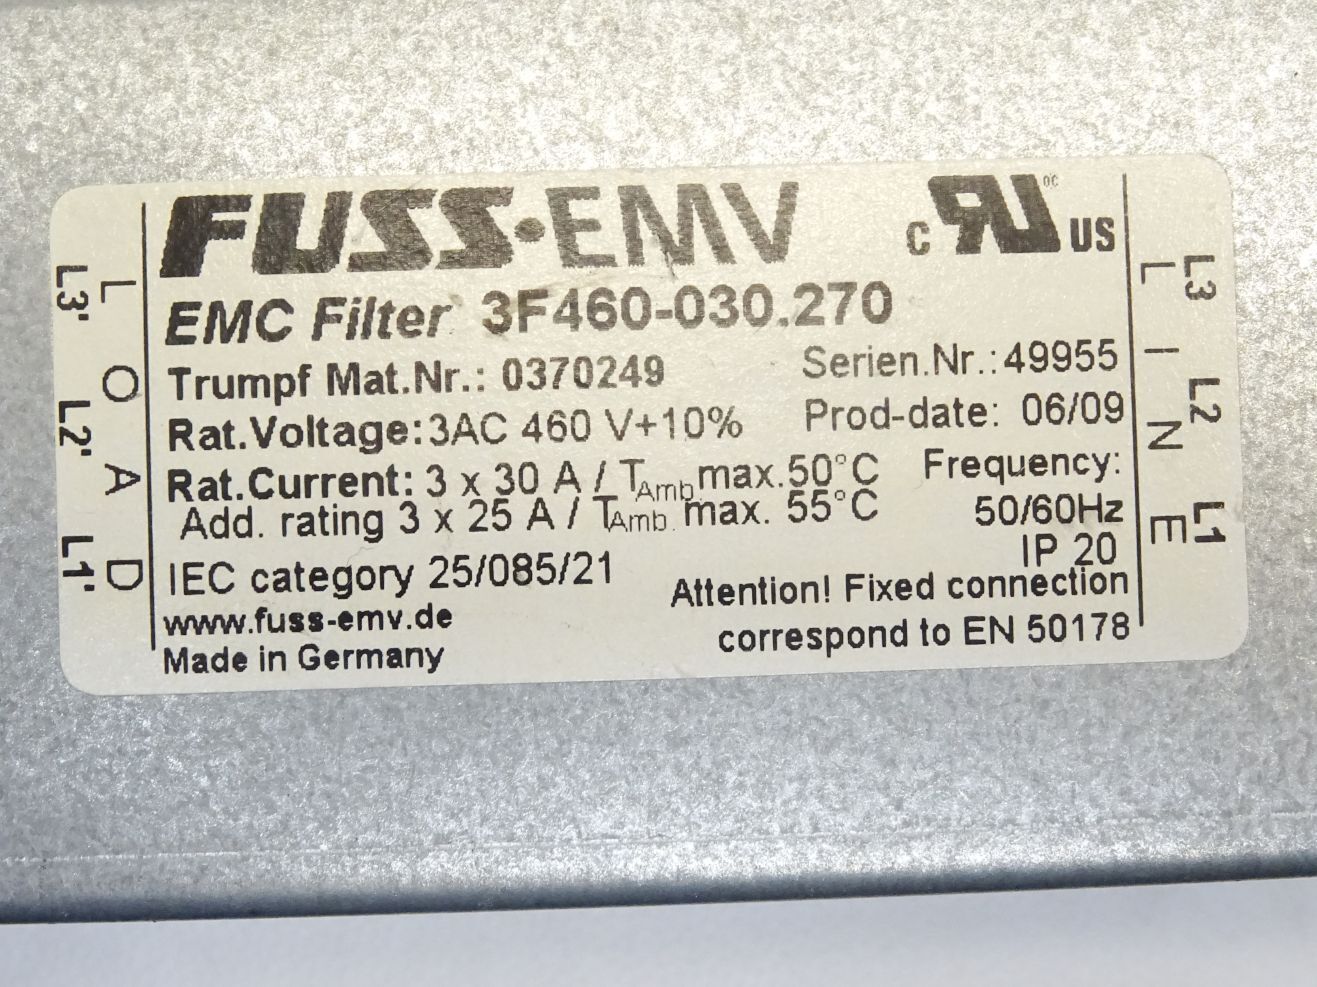 FUSS·EMV
c RU us
EMC Filter 3F460-030.270
Trumpf Mat.Nr.: 0370249 Serien.Nr.: 49955
Rat.Voltage: 3AC 460 V+10% Prod-date: 06/09
Rat.Current: 3 x 30 A / TAmb. max. 50°C Frequency:
Add. rating 3 x 25 A / TAmb. max. 55°C 50/60Hz
IP 20
IEC category 25/085/21 Attention! Fixed connection
www.fuss-emv.de correspond to EN 50178
Made in Germany
LOAD
L3' L2' L1'
LINE
L3 L2 L1